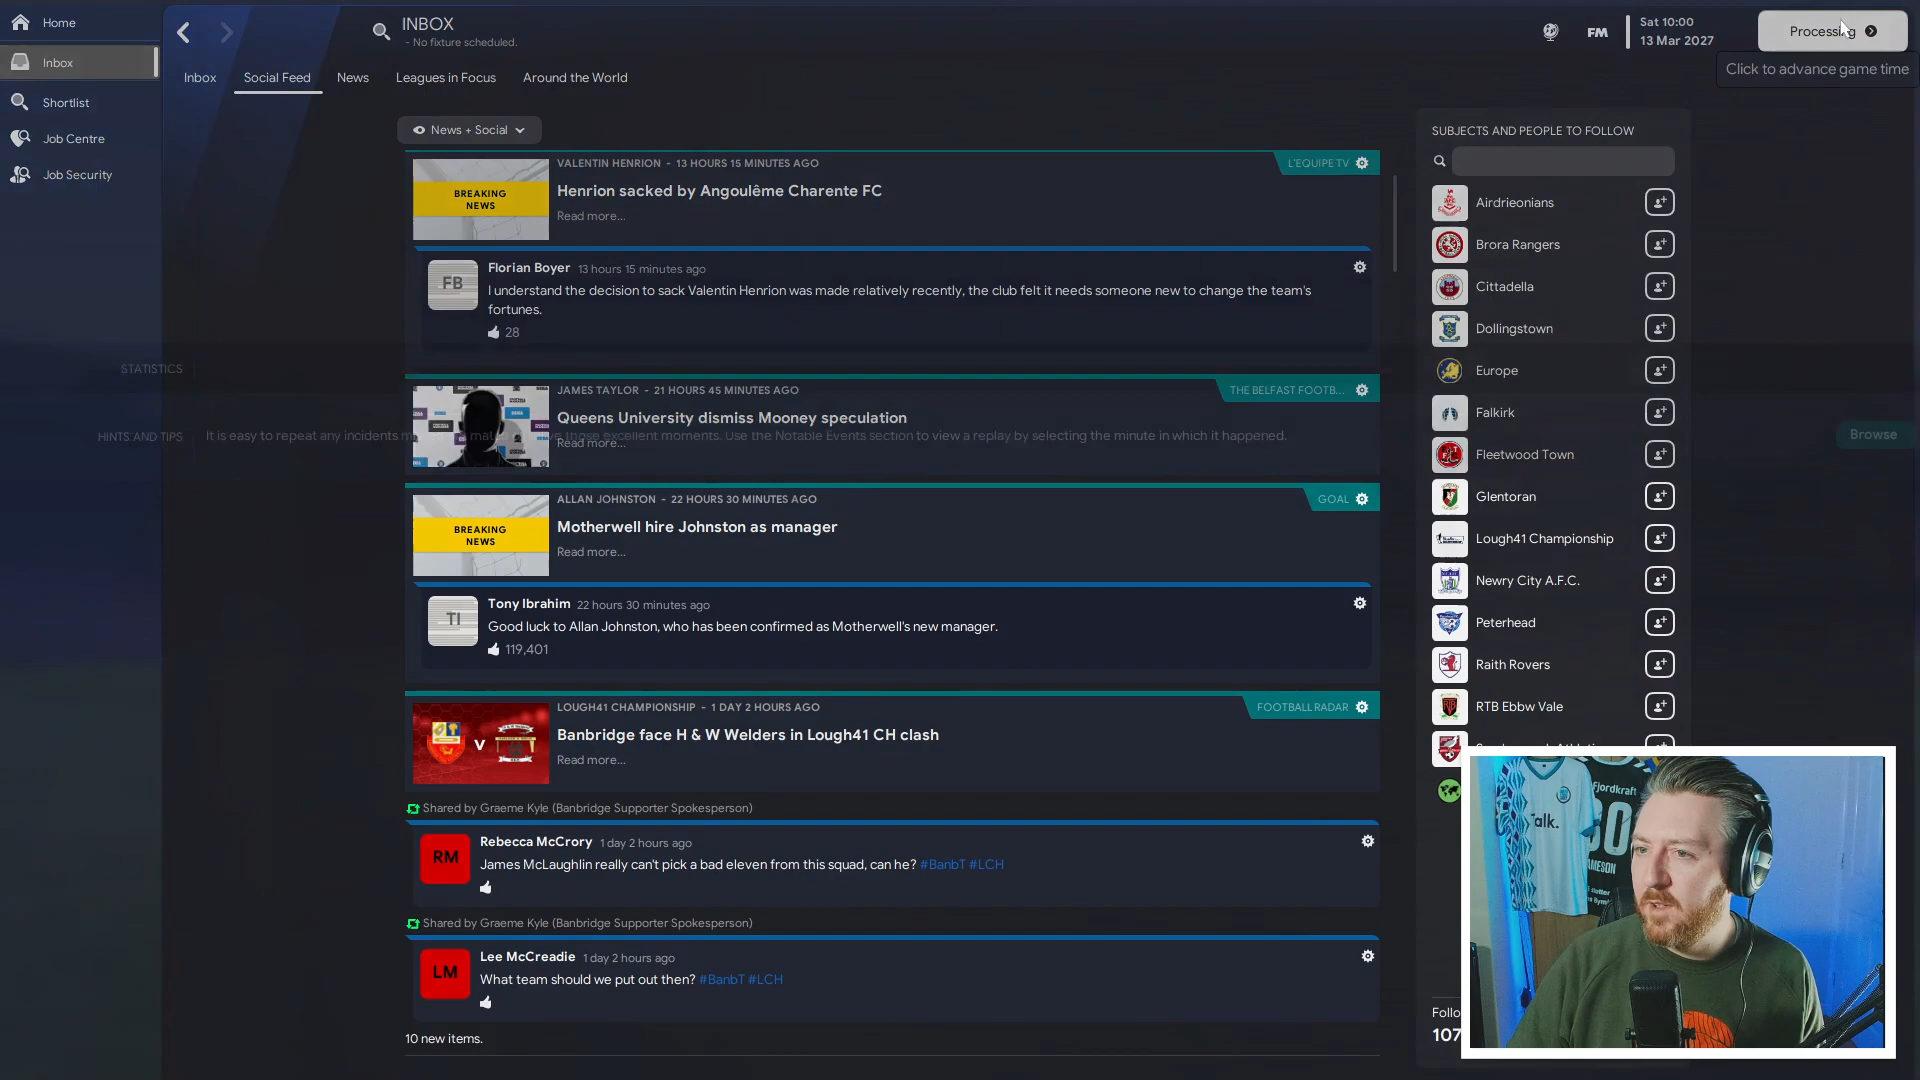 Home
Inbox
Shortlist
Job Centre
Job Security
INBOX
- No fixture scheduled.
FM
Sat 10:00
13 Mar 2027
Processing
Click to advance game time
Inbox
Social Feed
News
Leagues in Focus
Around the World
News + Social
VALENTIN HENRION - 13 HOURS 15 MINUTES AGO
L'EQUIPE TV
BREAKING
NEWS
Henrion sacked by Angoulême Charente FC
Read more...
FB
Florian Boyer 13 hours 15 minutes ago
I understand the decision to sack Valentin Henrion was made relatively recently, the club felt it needs someone new to change the team's
fortunes.
28
STATISTICS
JAMES TAYLOR - 21 HOURS 45 MINUTES AGO
THE BELFAST FOOTB...
Queens University dismiss Mooney speculation
Read more...
HINTS AND TIPS
It is easy to repeat any incidents those excellent moments. Use the Notable Events section to view a replay by selecting the minute in which it happened.
Browse
ALLAN JOHNSTON - 22 HOURS 30 MINUTES AGO
GOAL
BREAKING
NEWS
Motherwell hire Johnston as manager
Read more...
TI
Tony Ibrahim 22 hours 30 minutes ago
Good luck to Allan Johnston, who has been confirmed as Motherwell's new manager.
119,401
LOUGH41 CHAMPIONSHIP - 1 DAY 2 HOURS AGO
FOOTBALL RADAR
V
Banbridge face H & W Welders in Lough41 CH clash
Read more...
Shared by Graeme Kyle (Banbridge Supporter Spokesperson)
RM
Rebecca McCrory 1 day 2 hours ago
James McLaughlin really can't pick a bad eleven from this squad, can he? #BanbT #LCH
Shared by Graeme Kyle (Banbridge Supporter Spokesperson)
LM
Lee McCreadie 1 day 2 hours ago
What team should we put out then? #BanbT #LCH
10 new items.
SUBJECTS AND PEOPLE TO FOLLOW
Airdrieonians
Brora Rangers
Cittadella
Dollingstown
Europe
Falkirk
Fleetwood Town
Glentoran
Lough41 Championship
Newry City A.F.C.
Peterhead
Raith Rovers
RTB Ebbw Vale
Follo
107
Talk.
Fjordkraft
JAMESON